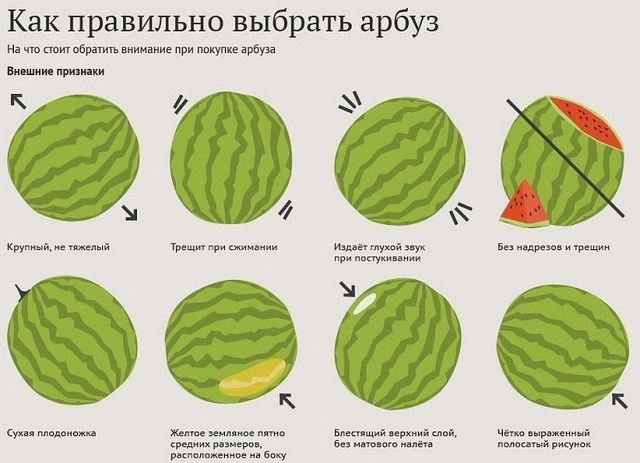 Как правильно выбрать арбуз
На что стоит обратить внимание при покупке арбуза
Внешние признаки
Крупный, не тяжелый
Трещит при сжимании
Издаёт глухой звук
при постукивании
Без надрезов и трещин
Сухая плодоножка
Желтое земляное пятно
средних размеров,
расположенное на боку
Блестящий верхний слой,
без матового налёта
Чётко выраженный
полосатый рисунок